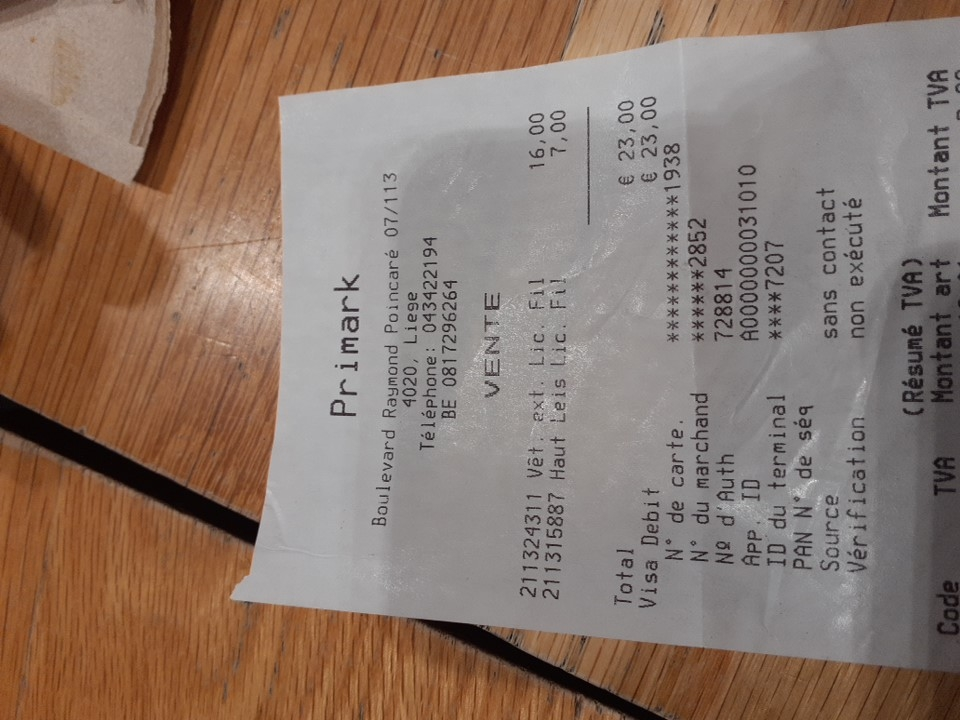 Primark
Boulevard Raymond Poincaré 07/113
4020, Liege
Téléphone: 043422194
BE 0817296264
VENTE
211324311 Vêt. ext. Lic. Fil 16,00
211315887 Haut Leis Lic. Fil 7,00
Total € 23,00
Visa Debit € 23,00
N° de carte. ************1938
N° du marchand ******2852
Nº d'Auth 728814
App. ID A0000000031010
ID du terminal ****7207
PAN N° de séq
Source sans contact
Vérification non exécuté
(Résumé TVA)
Code TVA Montant art Montant TVA